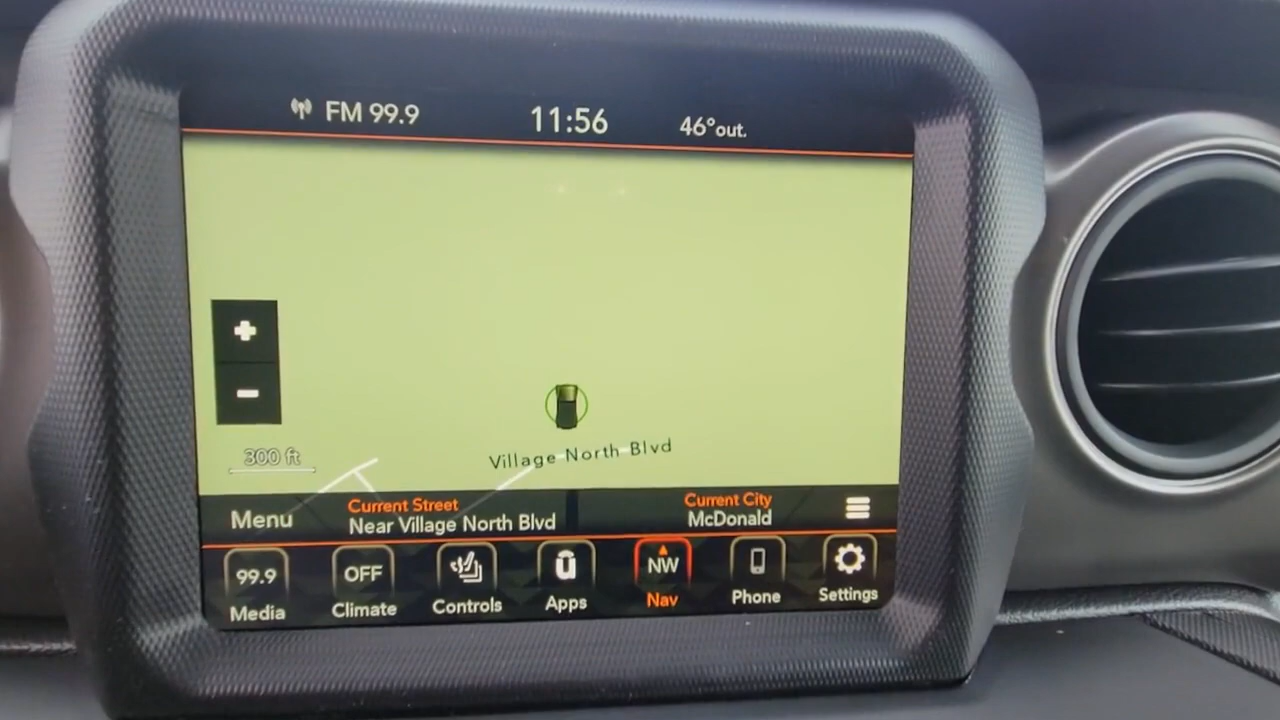 FM 99.9 11:56 46°out.
+
-
300 ft
Village North Blvd
Menu
Current Street
Near Village North Blvd
Current City
McDonald
99.9 OFF NW
Media Climate Controls Apps Nav Phone Settings